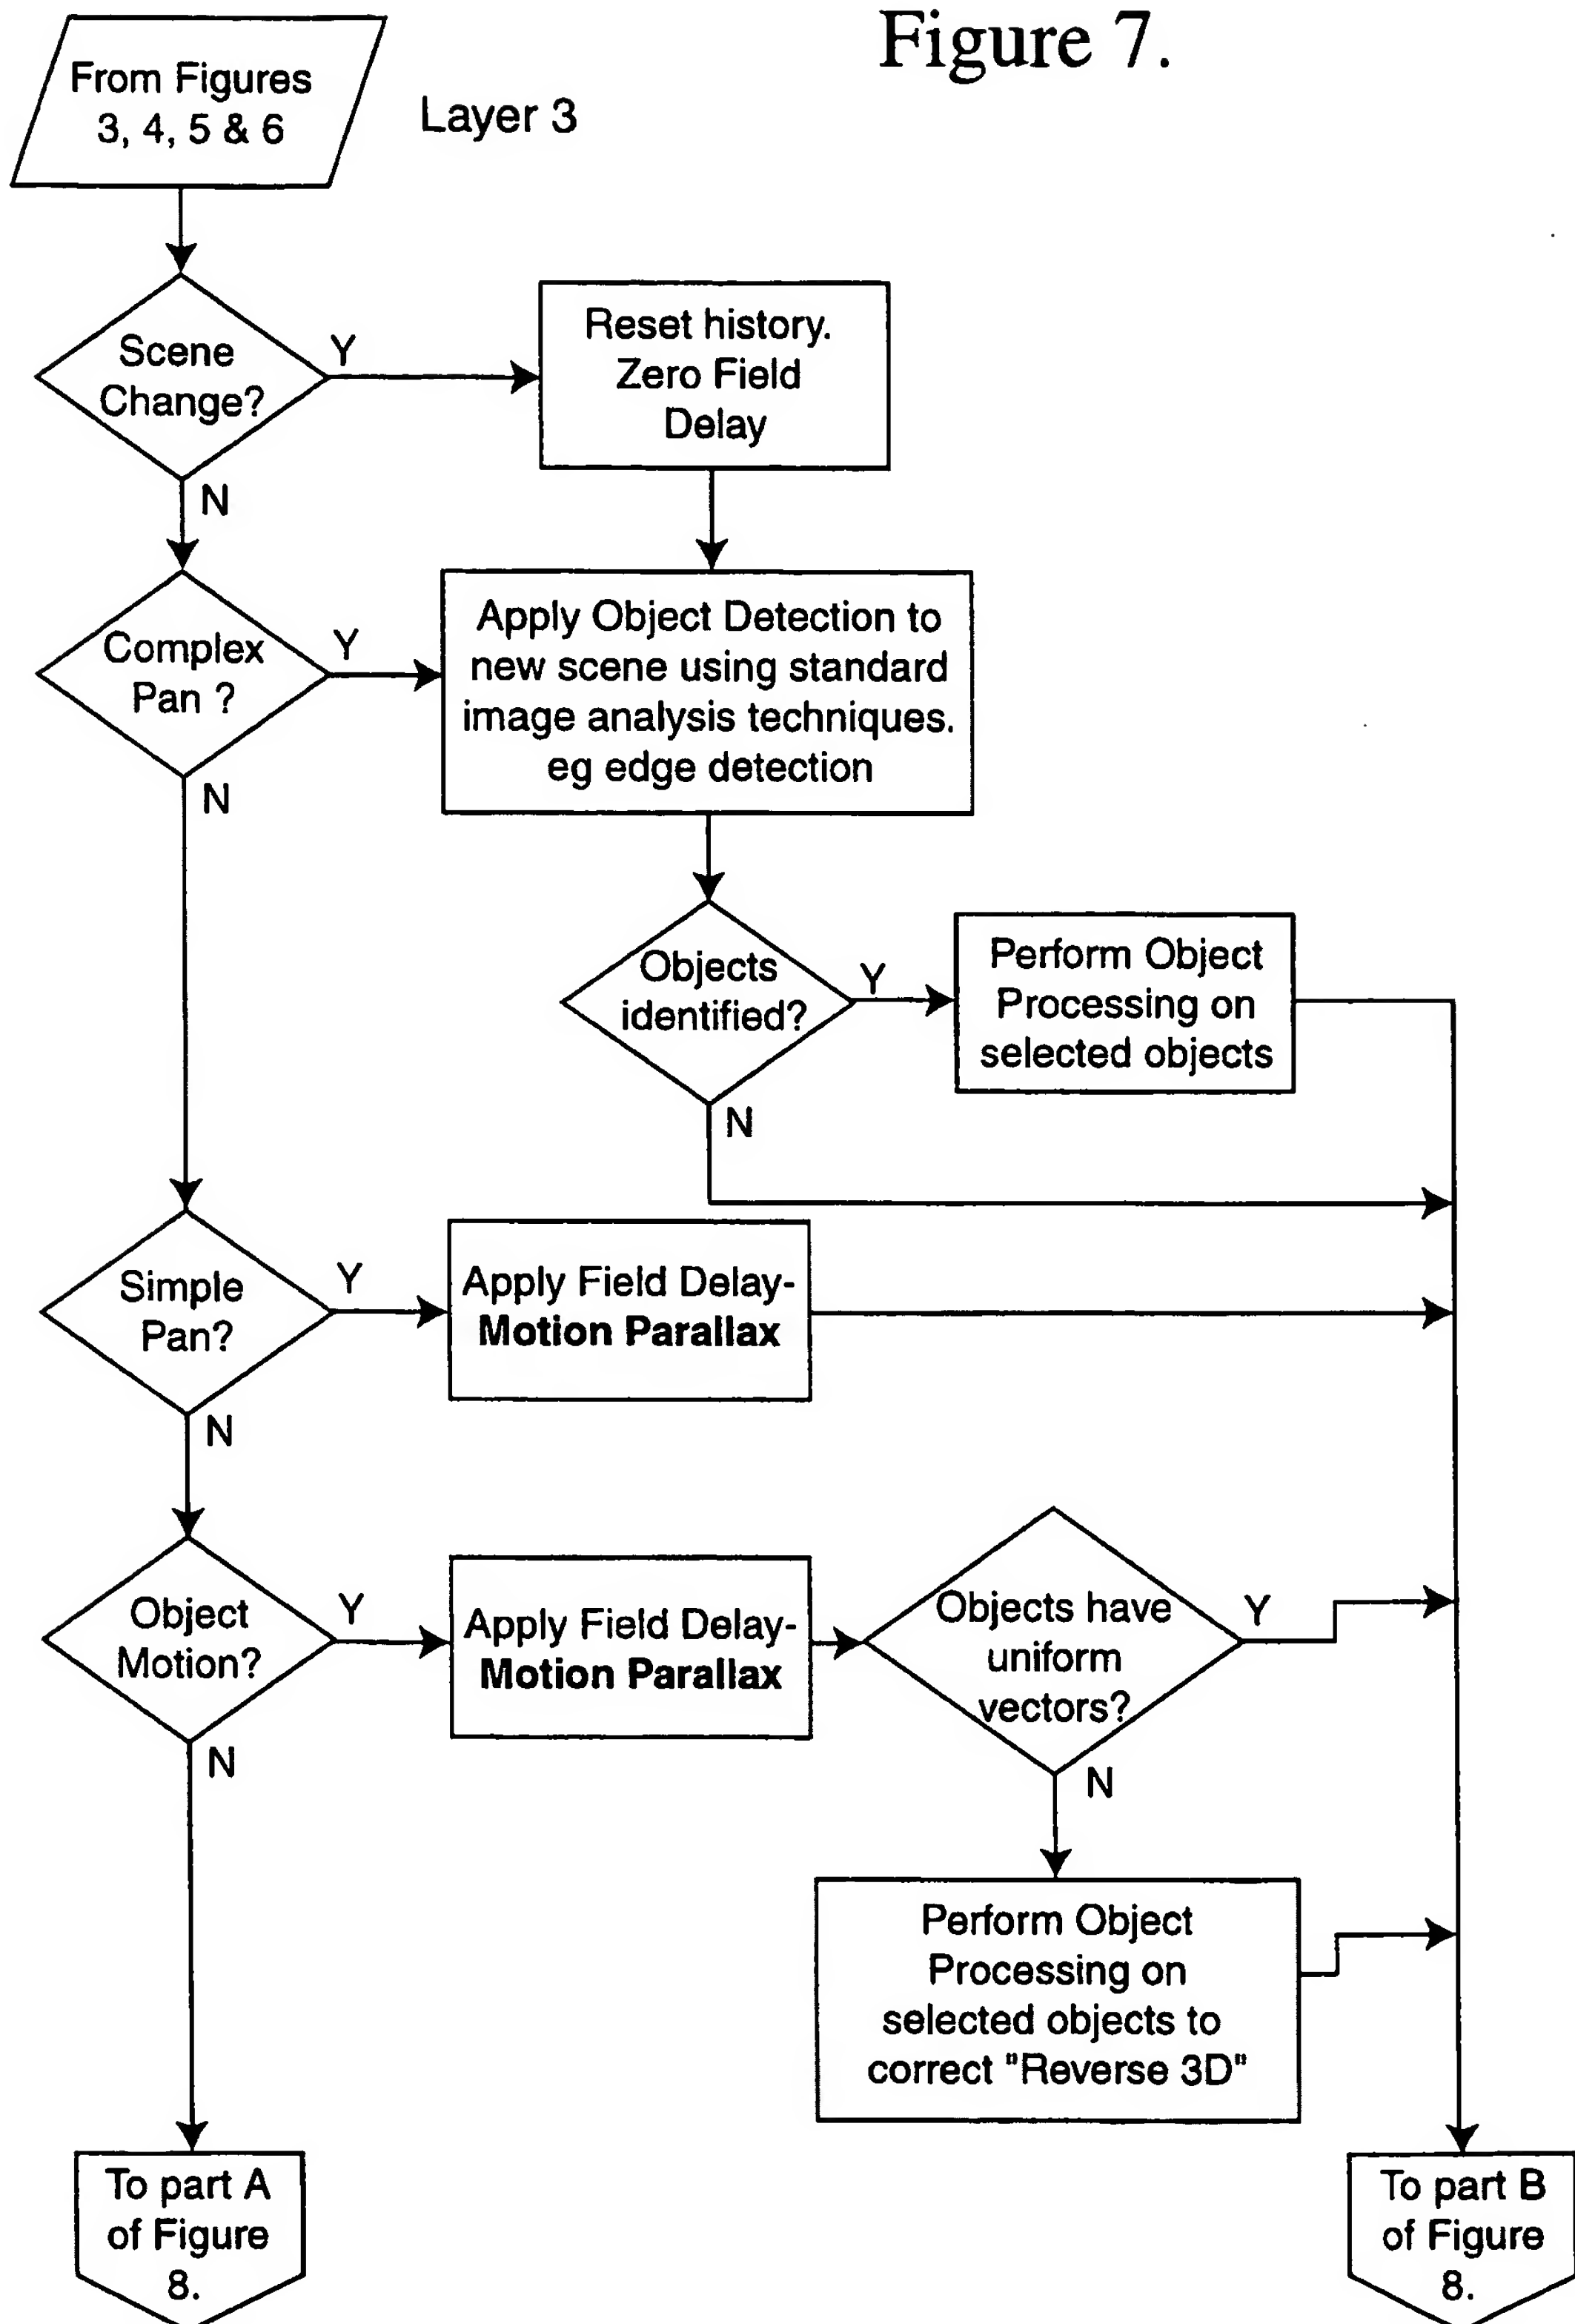 Figure 7.
From Figures
3, 4, 5 & 6
Layer 3
Scene
Change?
Y
N
Reset history.
Zero Field
Delay
Complex
Pan ?
Y
N
Apply Object Detection to
new scene using standard
image analysis techniques.
eg edge detection
Objects
identified?
Y
N
Perform Object
Processing on
selected objects
Simple
Pan?
Y
N
Apply Field Delay-
Motion Parallax
Object
Motion?
Y
N
Apply Field Delay-
Motion Parallax
Objects have
uniform
vectors?
Y
N
Perform Object
Processing on
selected objects to
correct "Reverse 3D"
To part A
of Figure
8.
To part B
of Figure
8.